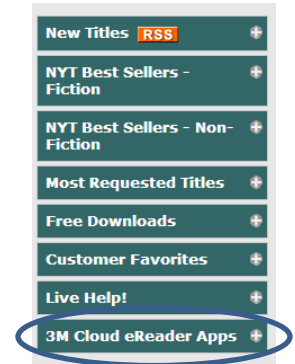 New Titles RSS
NYT Best Sellers -
Fiction
NYT Best Sellers - Non-
Fiction
Most Requested Titles
Free Downloads
Customer Favorites
Live Help!
3M Cloud eReader Apps